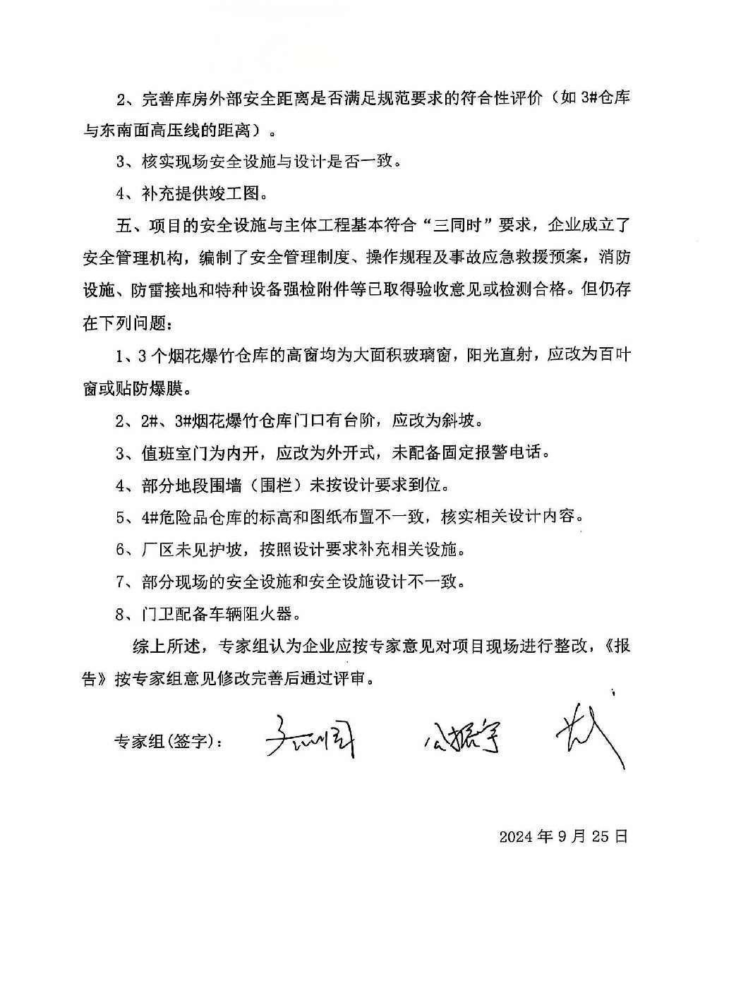 2、完善库房外部安全距离是否满足规范要求的符合性评价（如 3#仓库
与东南面高压线的距离）。
3、核实现场安全设施与设计是否一致。
4、补充提供竣工图。
五、项目的安全设施与主体工程基本符合“三同时”要求，企业成立了
安全管理机构，编制了安全管理制度、操作规程及事故应急救援预案，消防
设施、防雷接地和特种设备强检附件等已取得验收意见或检测合格。但仍存
在下列问题：
1、3 个烟花爆竹仓库的高窗均为大面积玻璃窗，阳光直射，应改为百叶
窗或贴防爆膜。
2、2#、3#烟花爆竹仓库门口有台阶，应改为斜坡。
3、值班室门为内开，应改为外开式，未配备固定报警电话。
4、部分地段围墙（围栏）未按设计要求到位。
5、4#危险品仓库的标高和图纸布置不一致，核实相关设计内容。
6、厂区未见护坡，按照设计要求补充相关设施。
7、部分现场的安全设施和安全设施设计不一致。
8、门卫配备车辆阻火器。
综上所述，专家组认为企业应按专家意见对项目现场进行整改，《报
告》按专家组意见修改完善后通过评审。
专家组(签字)：
2024 年 9 月 25 日